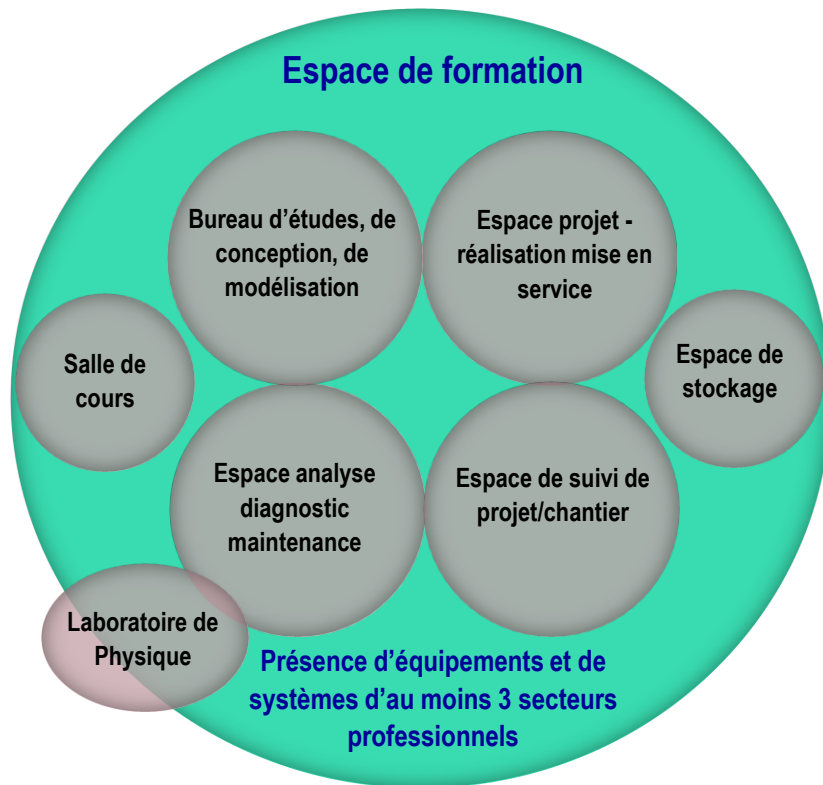 Espace de formation
Bureau d'études, de
conception, de
modélisation
Espace projet -
réalisation mise en
service
Salle de
cours
Espace de
stockage
Espace analyse
diagnostic
maintenance
Espace de suivi de
projet/chantier
Laboratoire de
Physique
Présence d'équipements et de
systèmes d'au moins 3 secteurs
professionnels